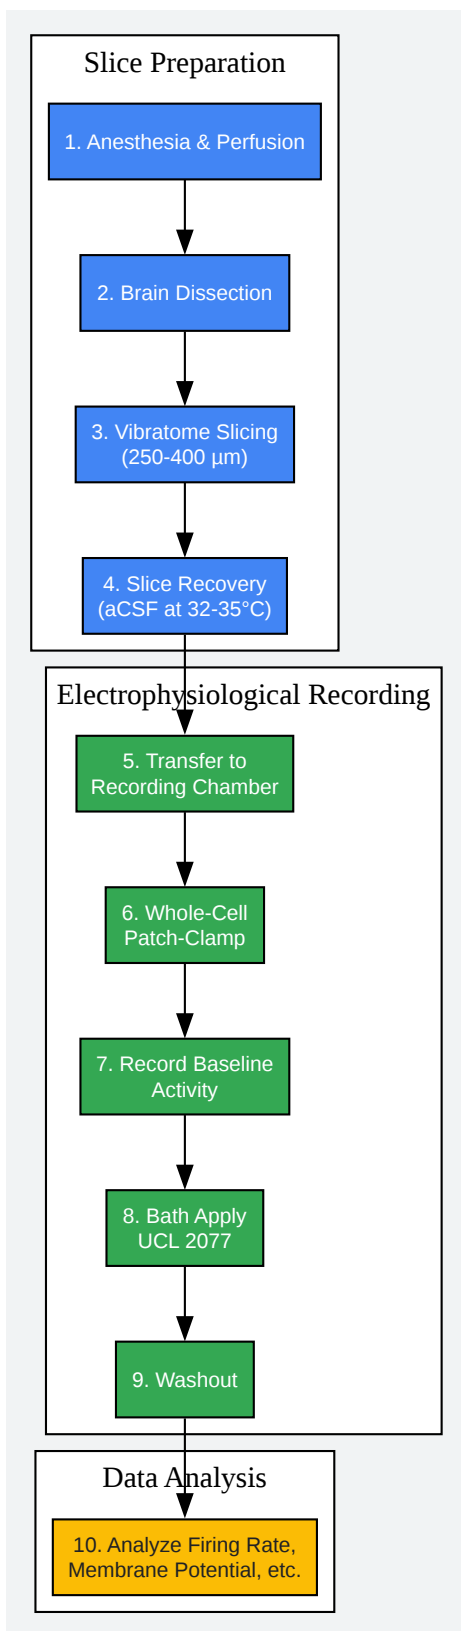 Slice Preparation
1. Anesthesia & Perfusion
2. Brain Dissection
3. Vibratome Slicing
(250-400 µm)
4. Slice Recovery
(aCSF at 32-35°C)
Electrophysiological Recording
5. Transfer to
Recording Chamber
6. Whole-Cell
Patch-Clamp
7. Record Baseline
Activity
8. Bath Apply
UCL 2077
9. Washout
Data Analysis
10. Analyze Firing Rate,
Membrane Potential, etc.